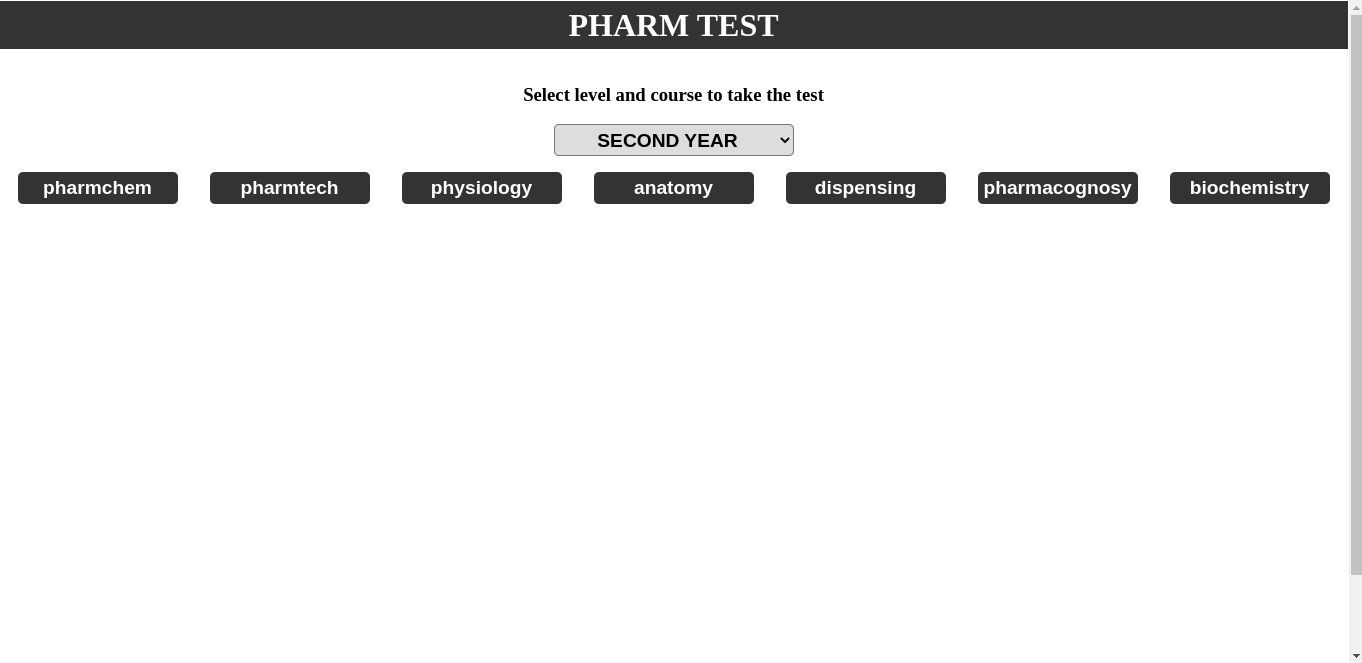 PHARM TEST
Select level and course to take the test
SECOND YEAR
pharmchem pharmtech physiology anatomy dispensing pharmacognosy biochemistry